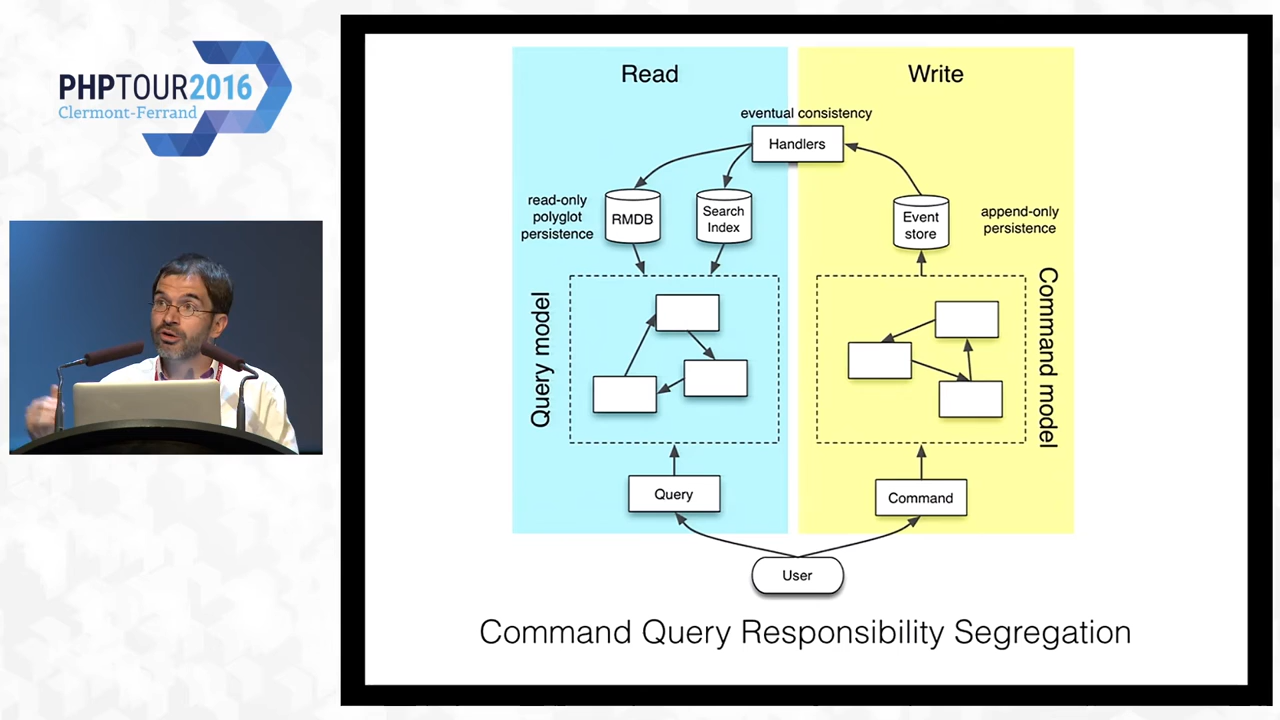 PHPTOUR2016
Clermont-Ferrand
Read
Write
eventual consistency
Handlers
read-only
polyglot
persistence
RMDB
Search
Index
Event
store
append-only
persistence
Query model
Command model
Query
Command
User
Command Query Responsibility Segregation